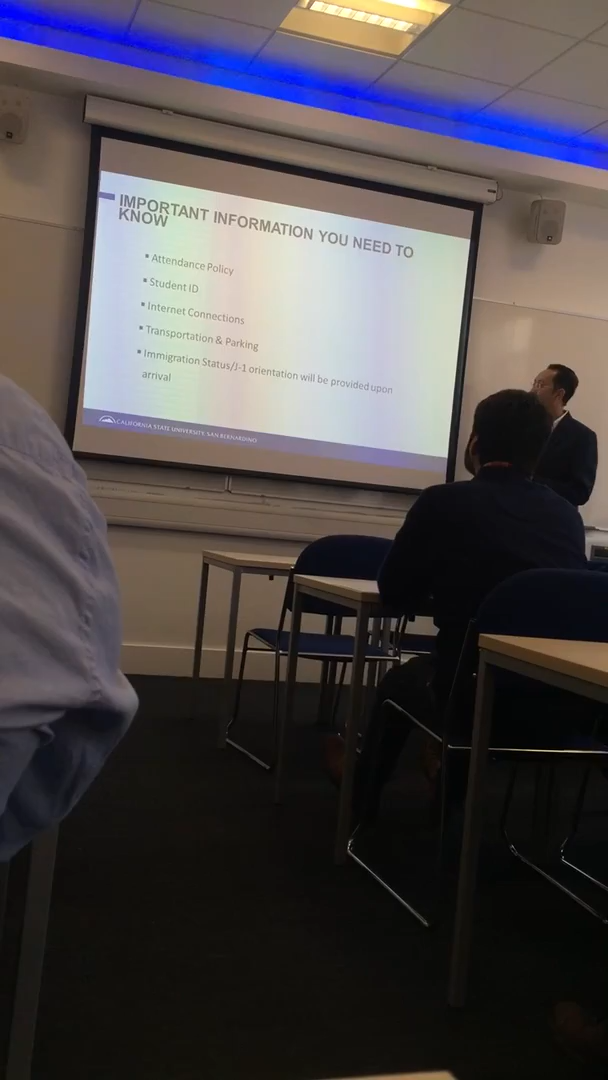 IMPORTANT INFORMATION YOU NEED TO
KNOW
▪ Attendance Policy
▪ Student ID
▪ Internet Connections
▪ Transportation & Parking
▪ Immigration Status/J-1 orientation will be provided upon
arrival
CALIFORNIA STATE UNIVERSITY, SAN BERNARDINO